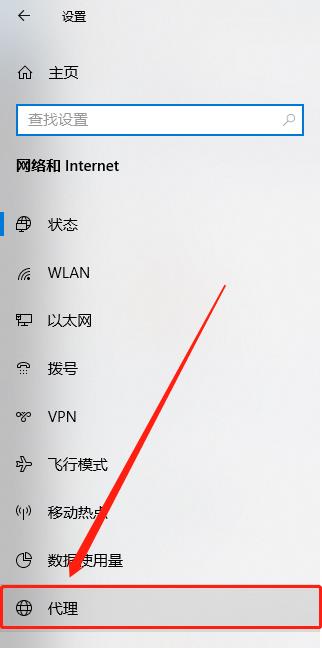 设置
主页
查找设置
网络和 Internet
状态
WLAN
以太网
拨号
VPN
飞行模式
移动热点
数据使用量
代理